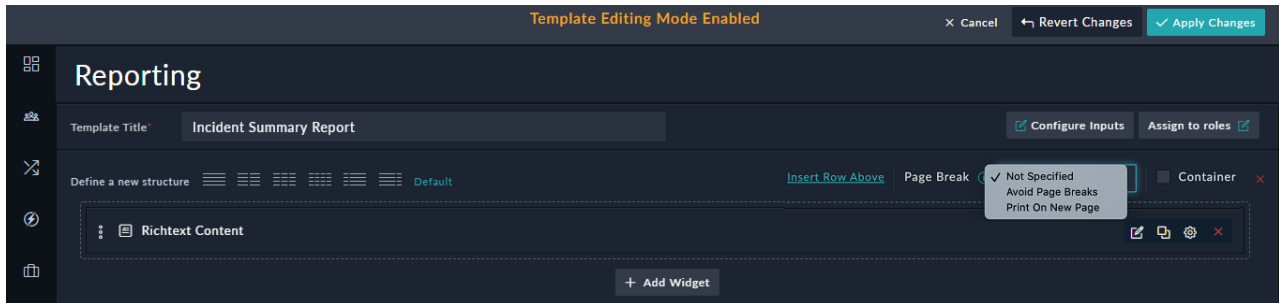 Template Editing Mode Enabled
× Cancel
Revert Changes
Apply Changes
Reporting
Template Title*
Incident Summary Report
Configure Inputs
Assign to roles
Define a new structure
Default
Insert Row Above
Page Break
✓ Not Specified
Avoid Page Breaks
Print On New Page
Container
Richtext Content
+ Add Widget